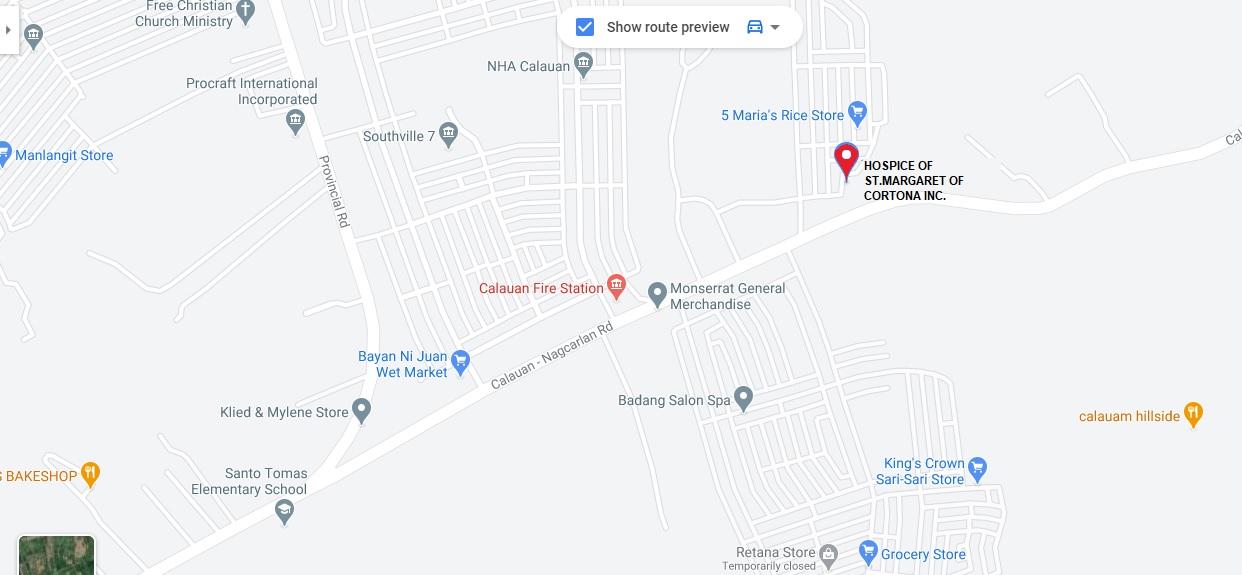 Free Christian
Church Ministry
Show route preview
NHA Calauan
Procraft International
Incorporated
5 Maria's Rice Store
Southville 7
Manlangit Store
Provincial Rd
HOSPICE OF
ST.MARGARET OF
CORTONA INC.
Cal
Calauan Fire Station
Monserrat General
Merchandise
Calauan - Nagcarlan Rd
Bayan Ni Juan
Wet Market
Klied & Mylene Store
Badang Salon Spa
calauam hillside
S BAKESHOP
Santo Tomas
Elementary School
King's Crown
Sari-Sari Store
Retana Store
Temporarily closed
Grocery Store